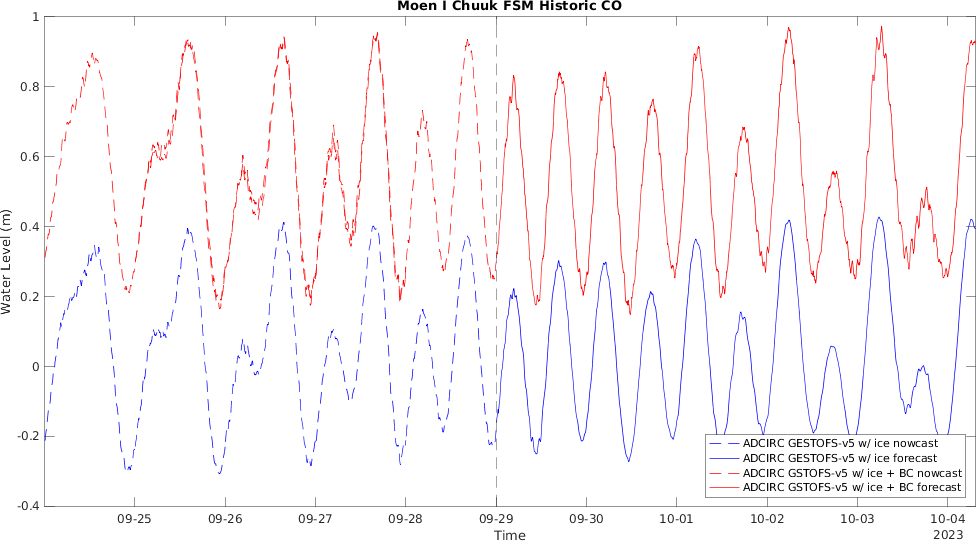 Moen I Chuuk FSM Historic CO
Water Level (m)
1
0.8
0.6
0.4
0.2
0
-0.2
-0.4
ADCIRC GESTOFS-v5 w/ ice nowcast
ADCIRC GESTOFS-v5 w/ ice forecast
ADCIRC GSTOFS-v5 w/ ice + BC nowcast
ADCIRC GSTOFS-v5 w/ ice + BC forecast
09-25 09-26 09-27 09-28 09-29 09-30 10-01 10-02 10-03 10-04
Time 2023